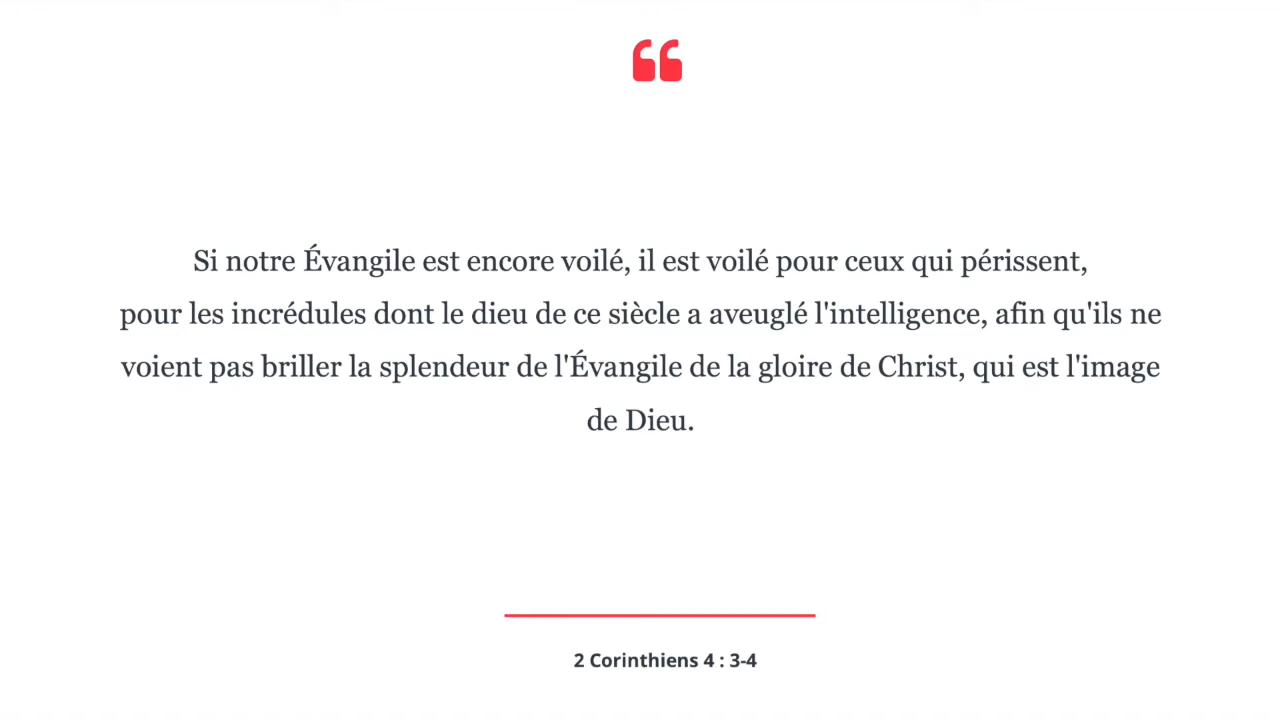 Si notre Évangile est encore voilé, il est voilé pour ceux qui périssent,
pour les incrédules dont le dieu de ce siècle a aveuglé l'intelligence, afin qu'ils ne
voient pas briller la splendeur de l'Évangile de la gloire de Christ, qui est l'image
de Dieu.
2 Corinthiens 4 : 3-4